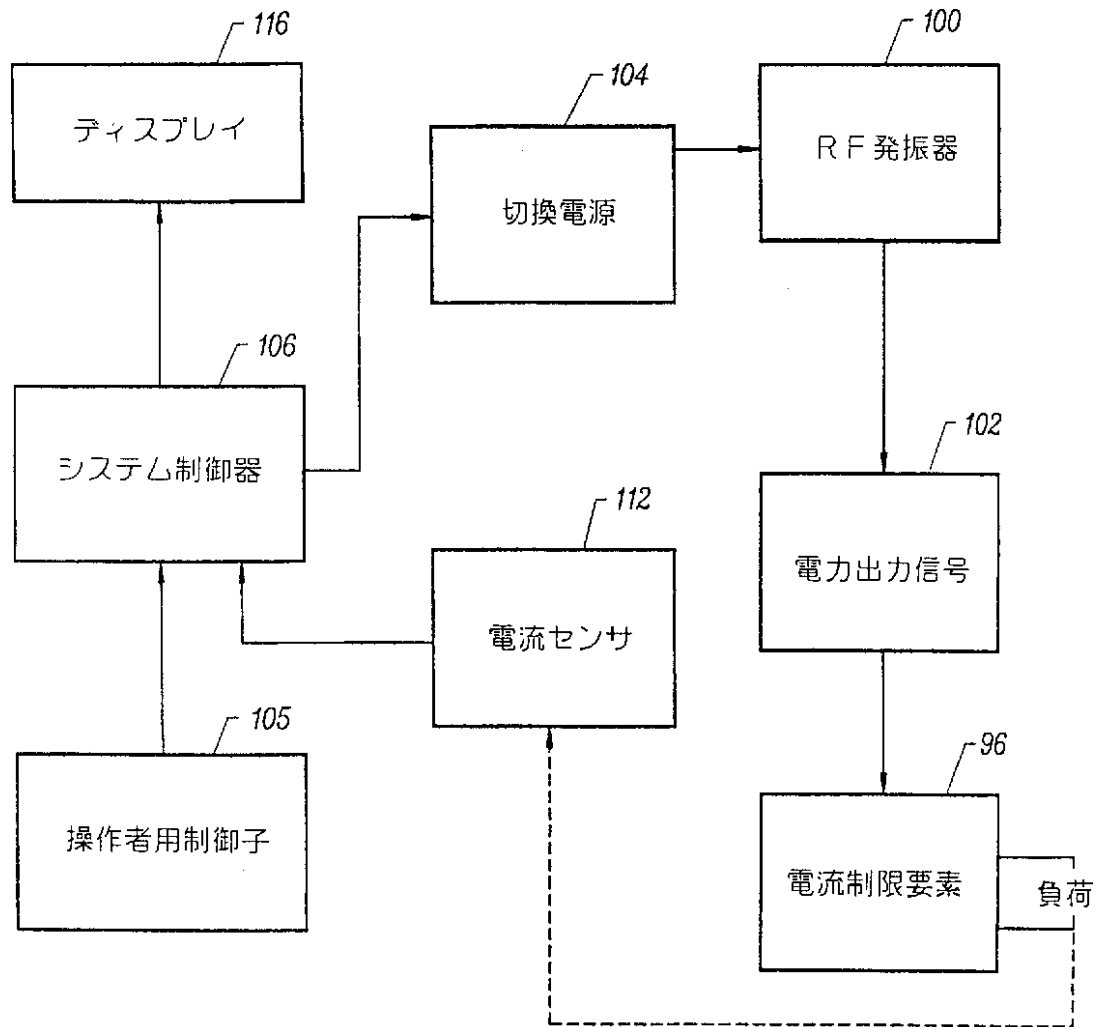 116
ディスプレイ
104
切換電源
100
ＲＦ発振器
106
システム制御器
102
電力出力信号
112
電流センサ
105
操作者用制御子
96
電流制限要素
負荷